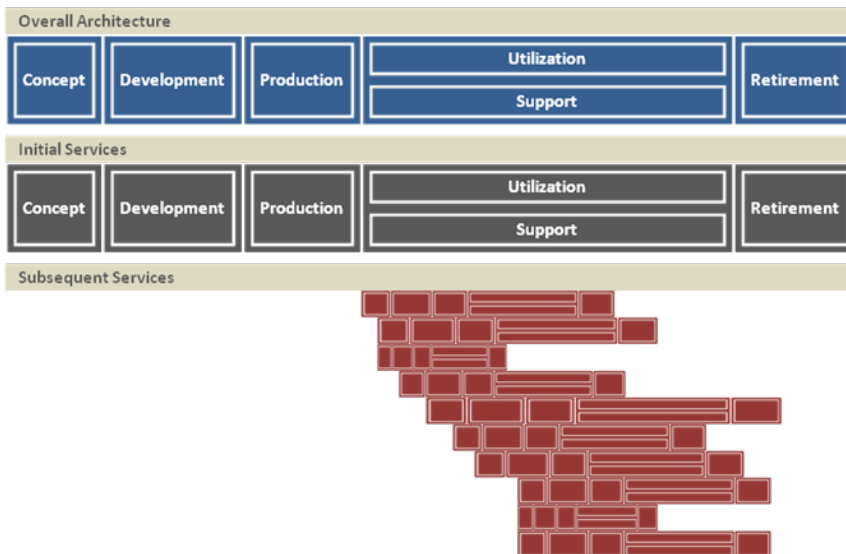 Overall Architecture
Concept
Development
Production
Utilization
Support
Retirement
Initial Services
Concept
Development
Production
Utilization
Support
Retirement
Subsequent Services